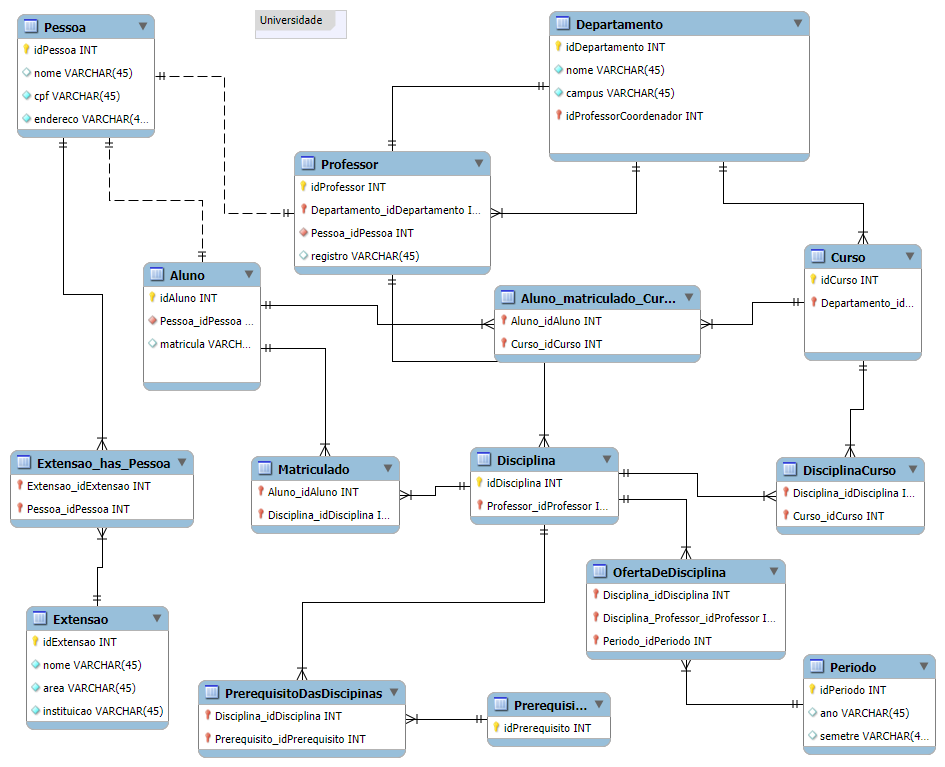 Universidade
Pessoa
idPessoa INT
nome VARCHAR(45)
cpf VARCHAR(45)
endereco VARCHAR(4...
Departamento
idDepartamento INT
nome VARCHAR(45)
campus VARCHAR(45)
idProfessorCoordenador INT
Professor
idProfessor INT
Departamento_idDepartamento I...
Pessoa_idPessoa INT
registro VARCHAR(45)
Aluno
idAluno INT
Pessoa_idPessoa ...
matricula VARCH...
Aluno_matriculado_Cur...
Aluno_idAluno INT
Curso_idCurso INT
Curso
idCurso INT
Departamento_id...
Extensao_has_Pessoa
Extensao_idExtensao INT
Pessoa_idPessoa INT
Matriculado
Aluno_idAluno INT
Disciplina_idDisciplina I...
Disciplina
idDisciplina INT
Professor_idProfessor I...
DisciplinaCurso
Disciplina_idDisciplina I...
Curso_idCurso INT
OfertaDeDisciplina
Disciplina_idDisciplina INT
Disciplina_Professor_idProfessor I...
Periodo_idPeriodo INT
Extensao
idExtensao INT
nome VARCHAR(45)
area VARCHAR(45)
instituicao VARCHAR(45)
PrerequisitoDasDiscipinas
Disciplina_idDisciplina INT
Prerequisito_idPrerequisito INT
Prerequisi...
idPrerequisito INT
Periodo
idPeriodo INT
ano VARCHAR(45)
semetre VARCHAR(4...